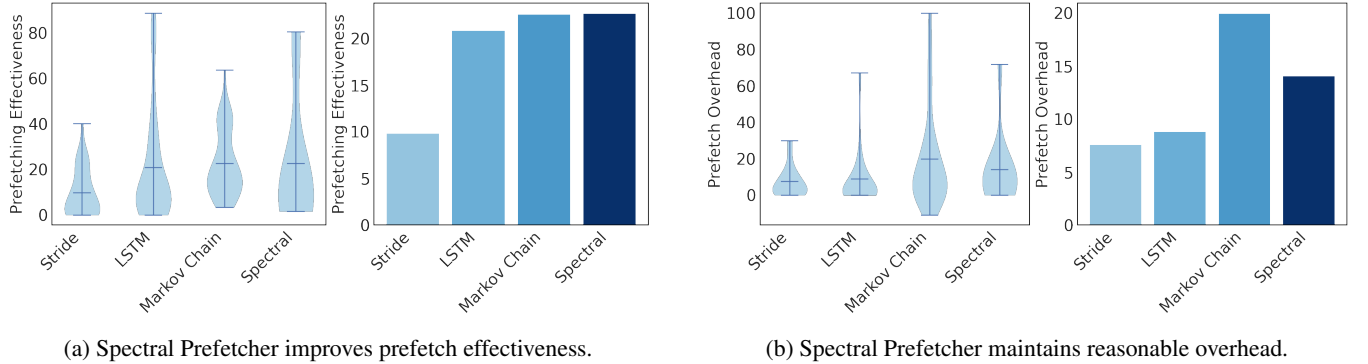 Prefetching Effectiveness
80
60
40
20
0
Stride
LSTM
Markov Chain
Spectral
Prefetching Effectiveness
20
15
10
5
0
Stride
LSTM
Markov Chain
Spectral
(a) Spectral Prefetcher improves prefetch effectiveness.
Prefetch Overhead
100
80
60
40
20
0
Stride
LSTM
Markov Chain
Spectral
Prefetch Overhead
20
15
10
5
0
Stride
LSTM
Markov Chain
Spectral
(b) Spectral Prefetcher maintains reasonable overhead.